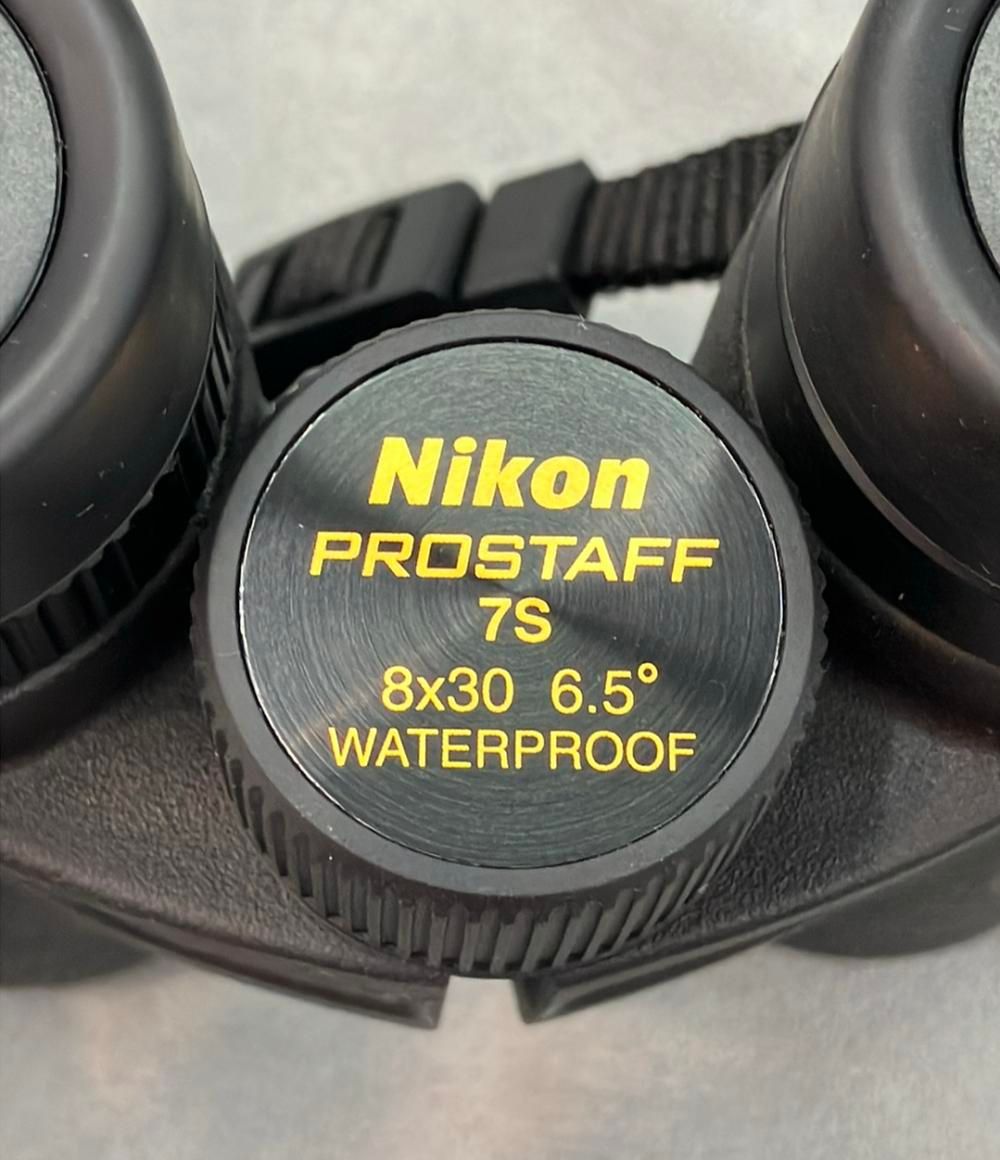 Nikon
PROSTAFF
7S
8x30 6.5°
WATERPROOF